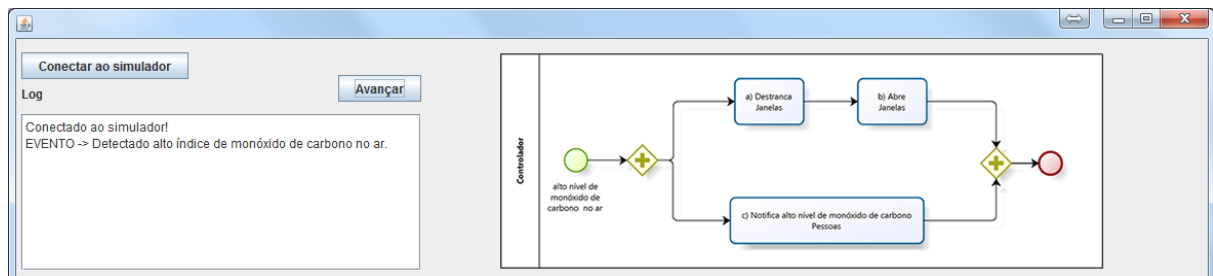 Conectar ao simulador
Log
Avançar
Conectado ao simulador!
EVENTO -> Detectado alto índice de monóxido de carbono no ar.
Controlador
alto nível de
monóxido de
carbono no ar
a) Destranca
Janelas
b) Abre
Janelas
c) Notifica alto nível de monóxido de carbono
Pessoas